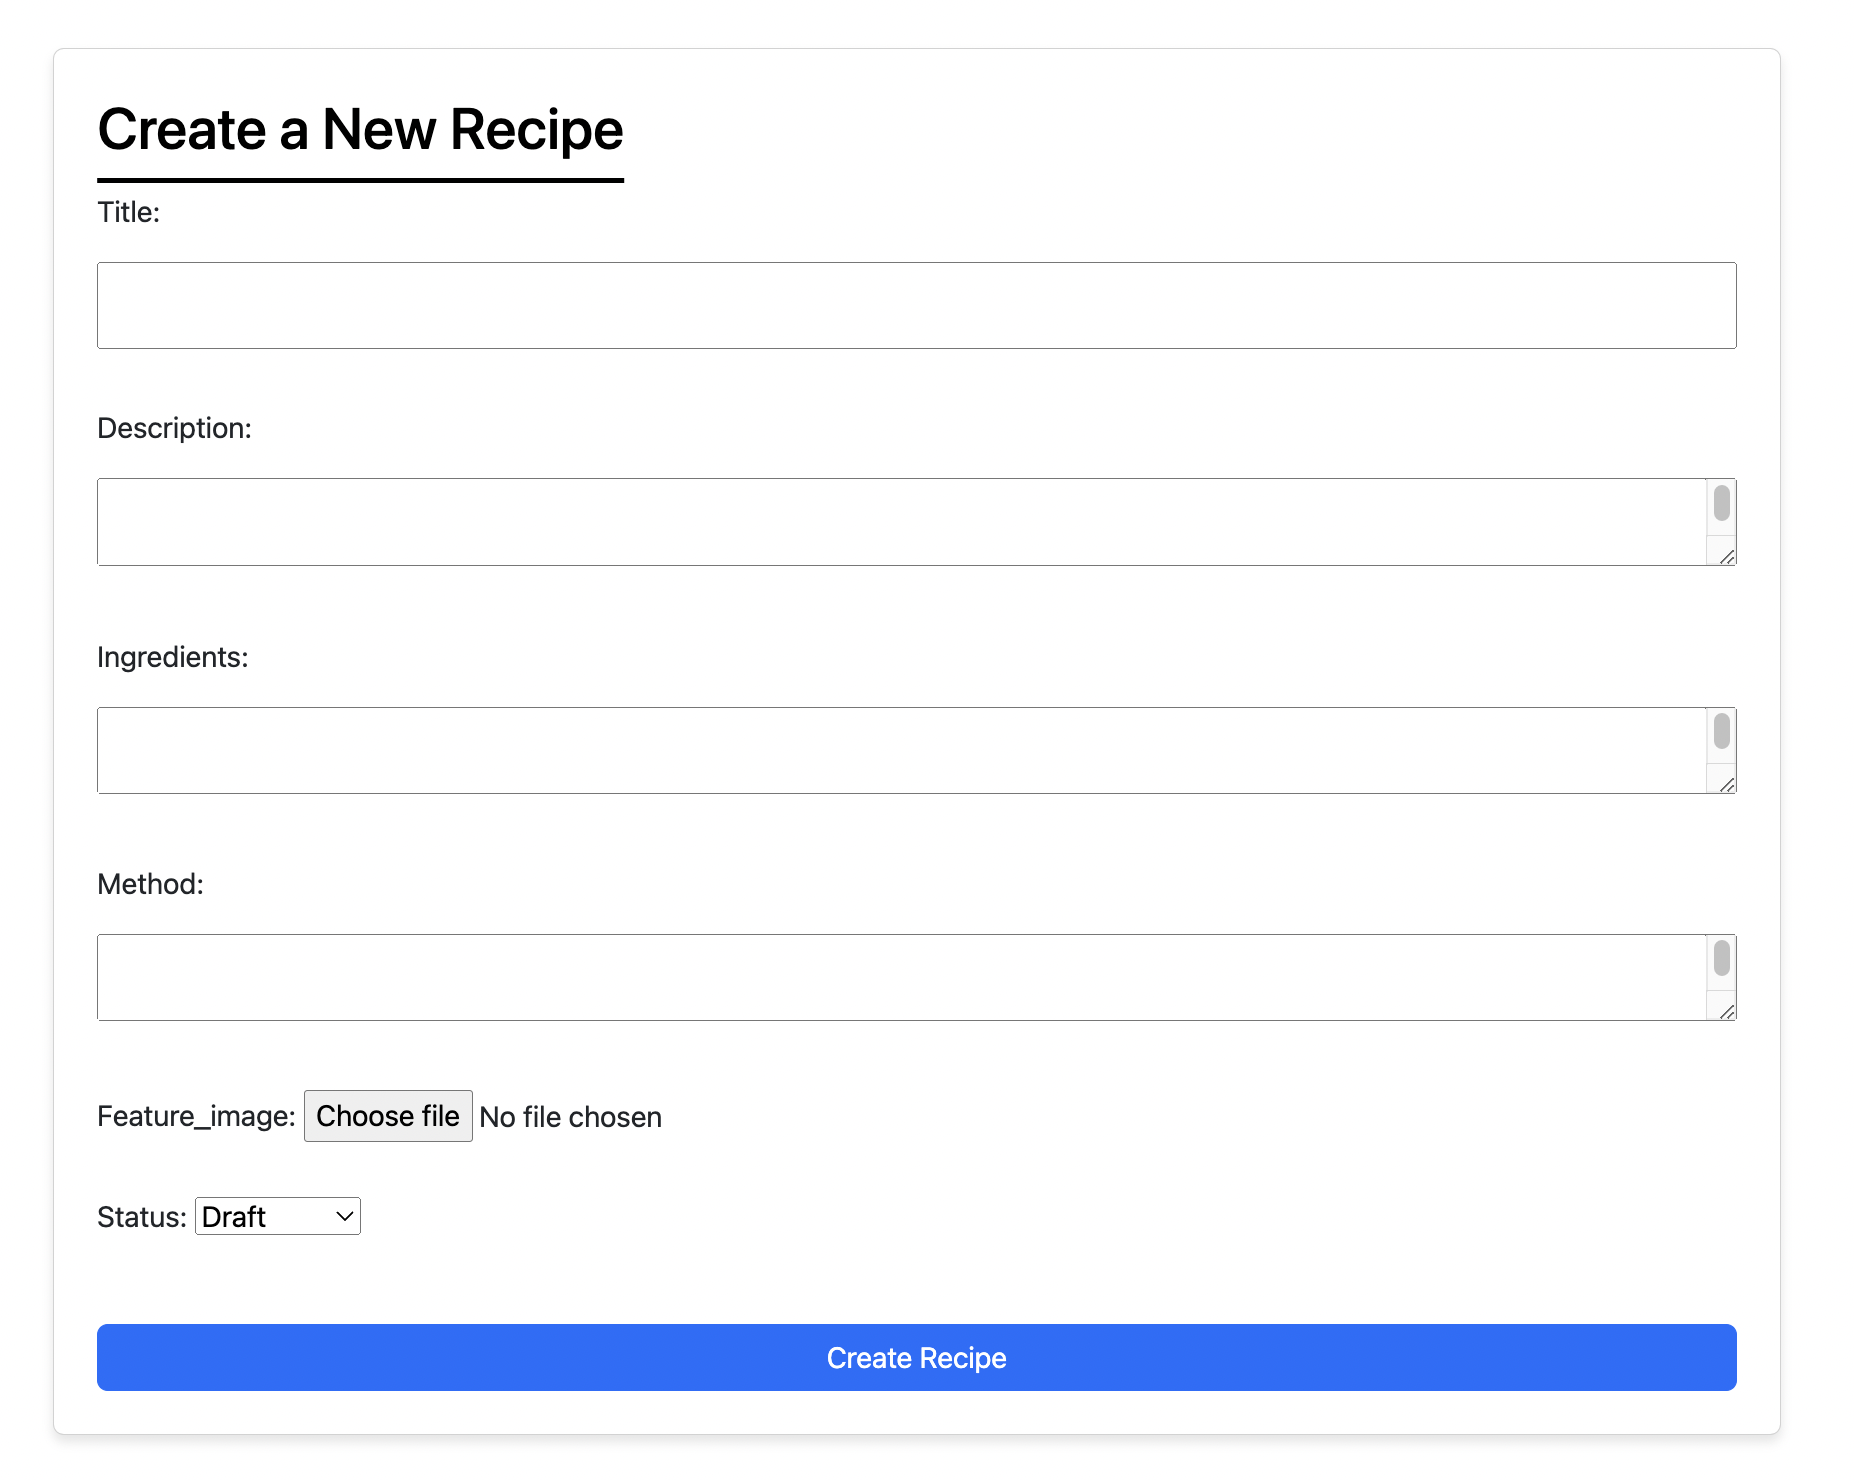 Create a New Recipe
Title:
Description:
Ingredients:
Method:
Feature_image: Choose file No file chosen
Status: Draft
Create Recipe